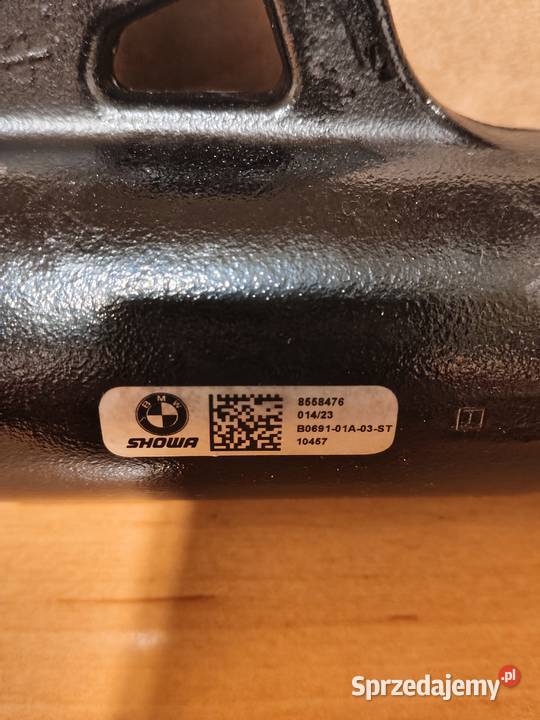 BMW
SHOWA
8558476
014/23
B0691-01A-03-ST
10457
Sprzedajemy.pl